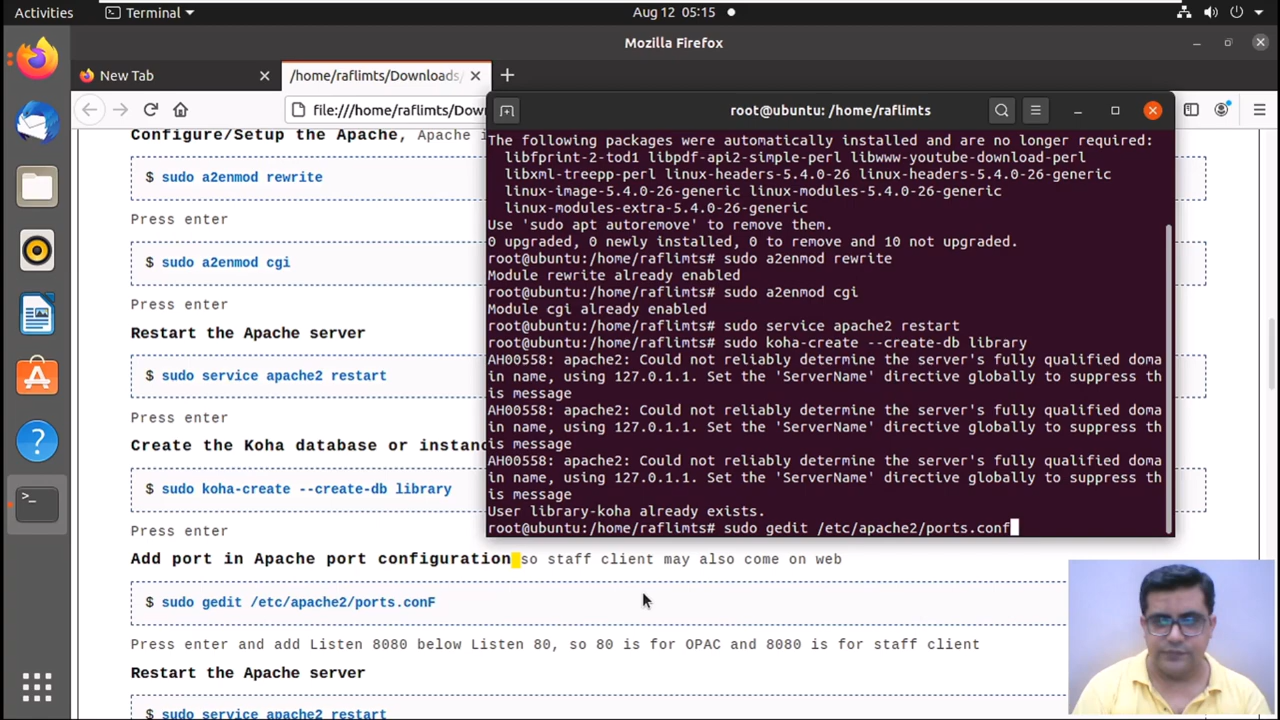 Activities
Terminal
Aug 12 05:15
Mozilla Firefox
New Tab
/home/raflimts/Downloads/
file:///home/raflimts/Dow
Configure/Setup the Apache, Apache i
$ sudo a2enmod rewrite
Press enter
$ sudo a2enmod cgi
Press enter
Restart the Apache server
$ sudo service apache2 restart
Press enter
Create the Koha database or instan
$ sudo koha-create --create-db library
Press enter
Add port in Apache port configuration so staff client may also come on web
$ sudo gedit /etc/apache2/ports.conF
Press enter and add Listen 8080 below Listen 80, so 80 is for OPAC and 8080 is for staff client
Restart the Apache server
$ sudo service apache2 restart
root@ubuntu: /home/raflimts
The following packages were automatically installed and are no longer required:
libfprint-2-tod1 libpdf-api2-simple-perl libwww-youtube-download-perl
libxml-treepp-perl linux-headers-5.4.0-26 linux-headers-5.4.0-26-generic
linux-image-5.4.0-26-generic linux-modules-5.4.0-26-generic
linux-modules-extra-5.4.0-26-generic
Use 'sudo apt autoremove' to remove them.
0 upgraded, 0 newly installed, 0 to remove and 10 not upgraded.
root@ubuntu:/home/raflimts# sudo a2enmod rewrite
Module rewrite already enabled
root@ubuntu:/home/raflimts# sudo a2enmod cgi
Module cgi already enabled
root@ubuntu:/home/raflimts# sudo service apache2 restart
root@ubuntu:/home/raflimts# sudo koha-create --create-db library
AH00558: apache2: Could not reliably determine the server's fully qualified doma
in name, using 127.0.1.1. Set the 'ServerName' directive globally to suppress th
is message
AH00558: apache2: Could not reliably determine the server's fully qualified doma
in name, using 127.0.1.1. Set the 'ServerName' directive globally to suppress th
is message
AH00558: apache2: Could not reliably determine the server's fully qualified doma
in name, using 127.0.1.1. Set the 'ServerName' directive globally to suppress th
is message
User library-koha already exists.
root@ubuntu:/home/raflimts# sudo gedit /etc/apache2/ports.conf